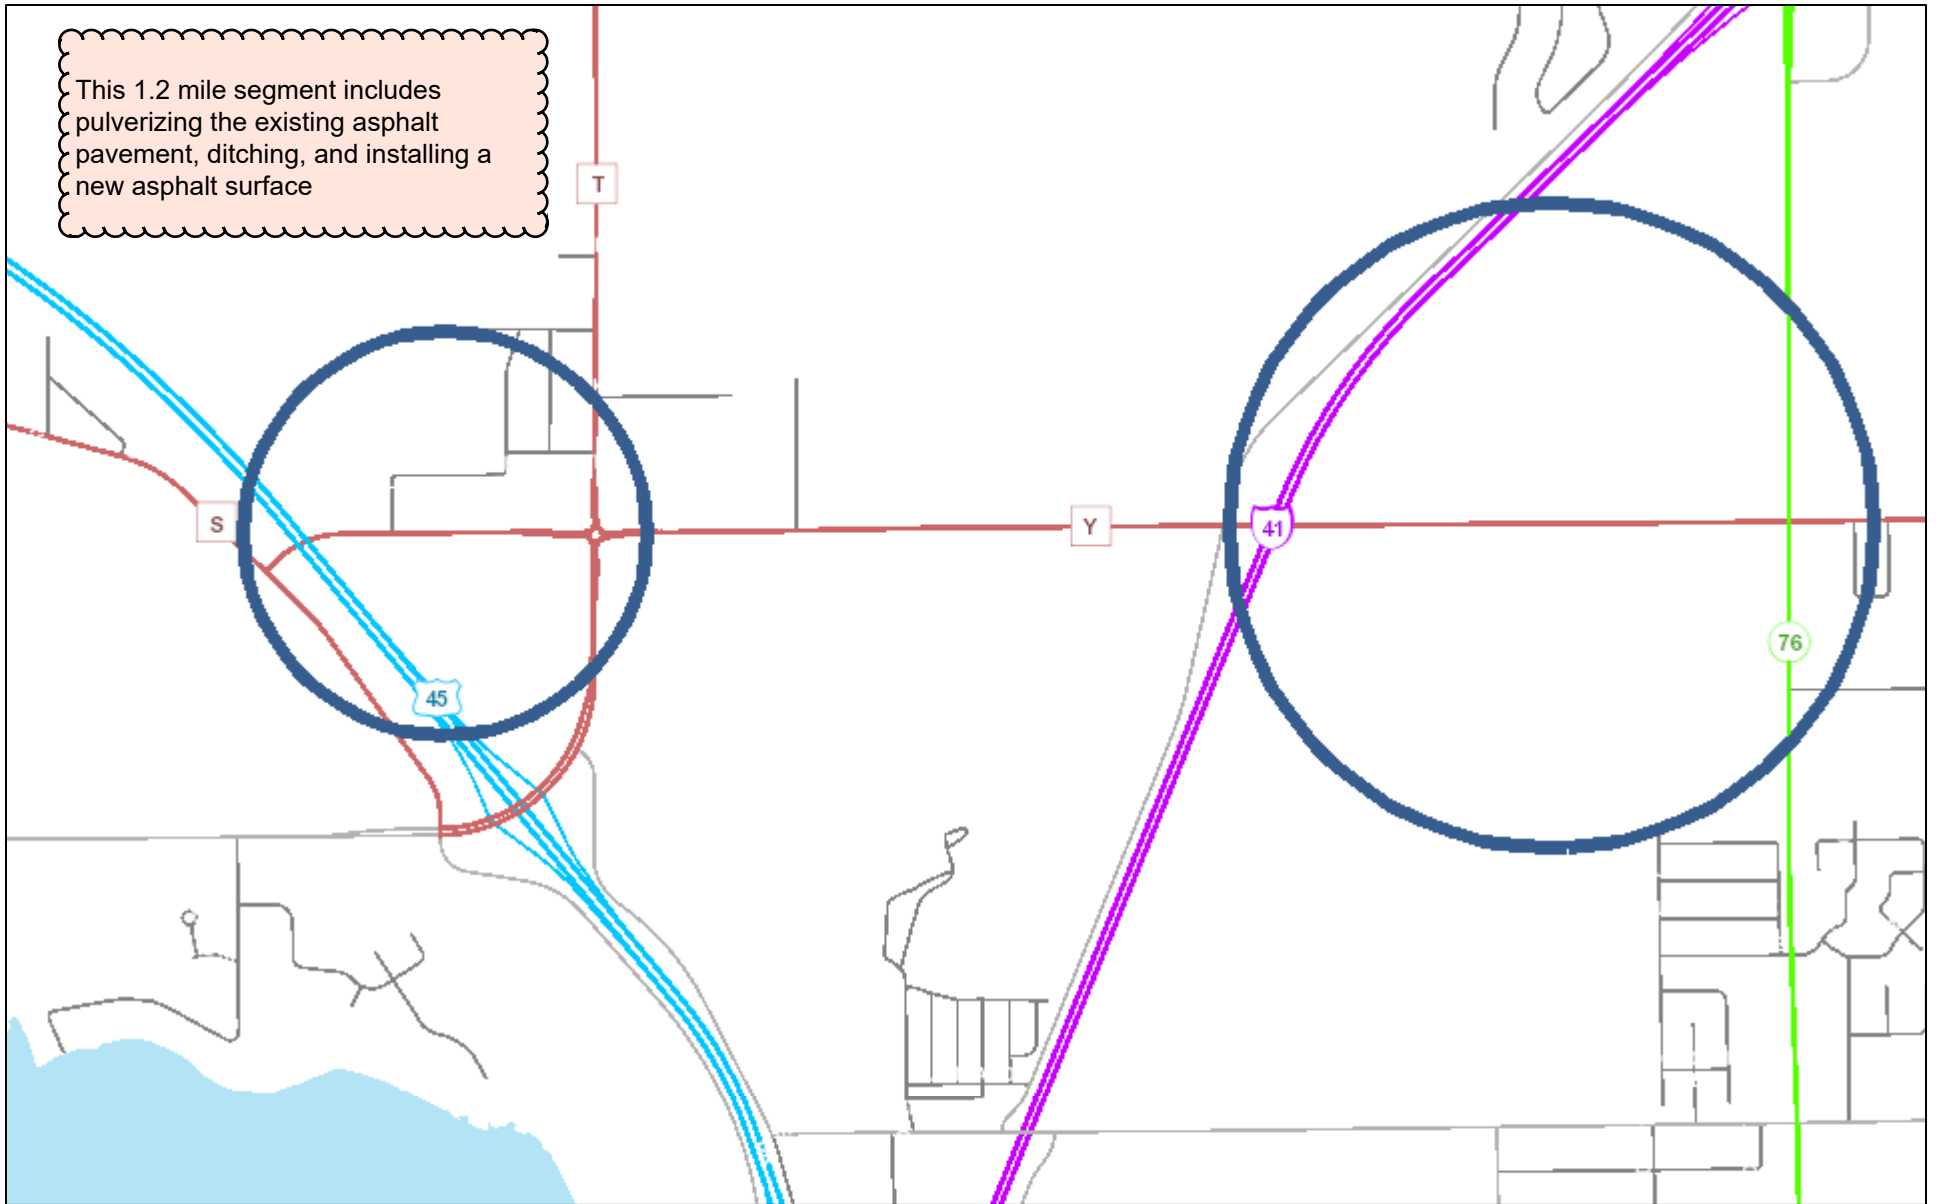 This 1.2 mile segment includes
pulverizing the existing asphalt
pavement, ditching, and installing a
new asphalt surface
T
S
Y
41
76
45